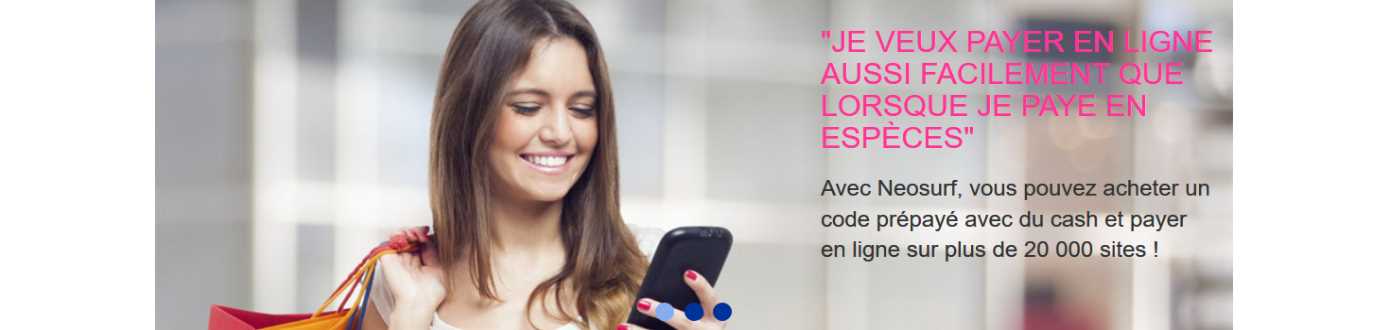 "JE VEUX PAYER EN LIGNE
AUSSI FACILEMENT QUE
LORSQUE JE PAYE EN
ESPÈCES"
Avec Neosurf, vous pouvez acheter un
code prépayé avec du cash et payer
en ligne sur plus de 20 000 sites !